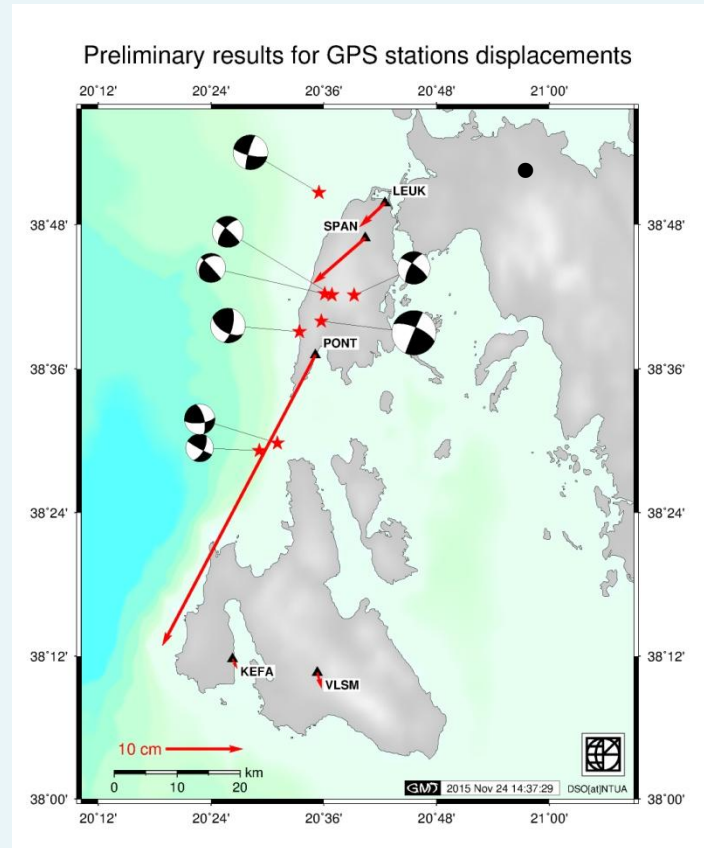 Preliminary results for GPS stations displacements
20°12' 20°24' 20°36' 20°48' 21°00'
LEUK
38°48' SPAN 38°48'
PONT
38°36' 38°36'
38°24' 38°24'
38°12' 38°12'
KEFA
VLSM
10 cm
km
0 10 20
GMD 2015 Nov 24 14:37:29 DSO[at]NTUA
38°00' 38°00'
20°12' 20°24' 20°36' 20°48' 21°00'